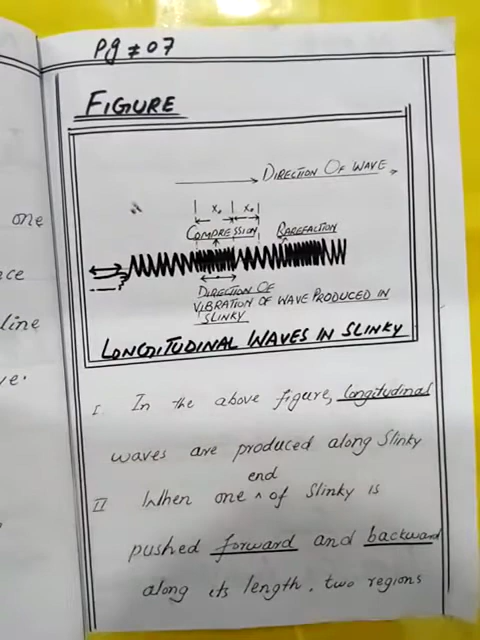 Pg # 07
FIGURE
DIRECTION OF WAVE
X₀ X₀
COMPRESSION RAREFACTION
DIRECTION OF
VIBRATION OF WAVE PRODUCED IN
SLINKY
LONGITUDINAL WAVES IN SLINKY
I. In the above figure, longitudinal
waves are produced along Slinky
end
II When one ^ of Slinky is
pushed forward and backward
along its length, two regions
one
line